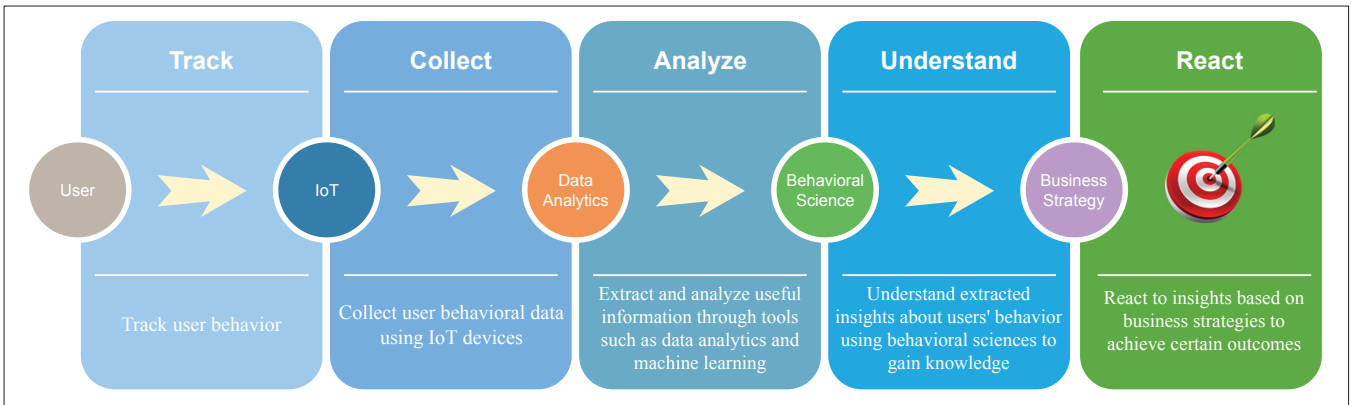 Track
Collect
Analyze
Understand
React
User
IoT
Data
Analytics
Behavioral
Science
Business
Strategy
Track user behavior
Collect user behavioral data
using IoT devices
Extract and analyze useful
information through tools
such as data analytics and
machine learning
Understand extracted
insights about users' behavior
using behavioral sciences to
gain knowledge
React to insights based on
business strategies to
achieve certain outcomes